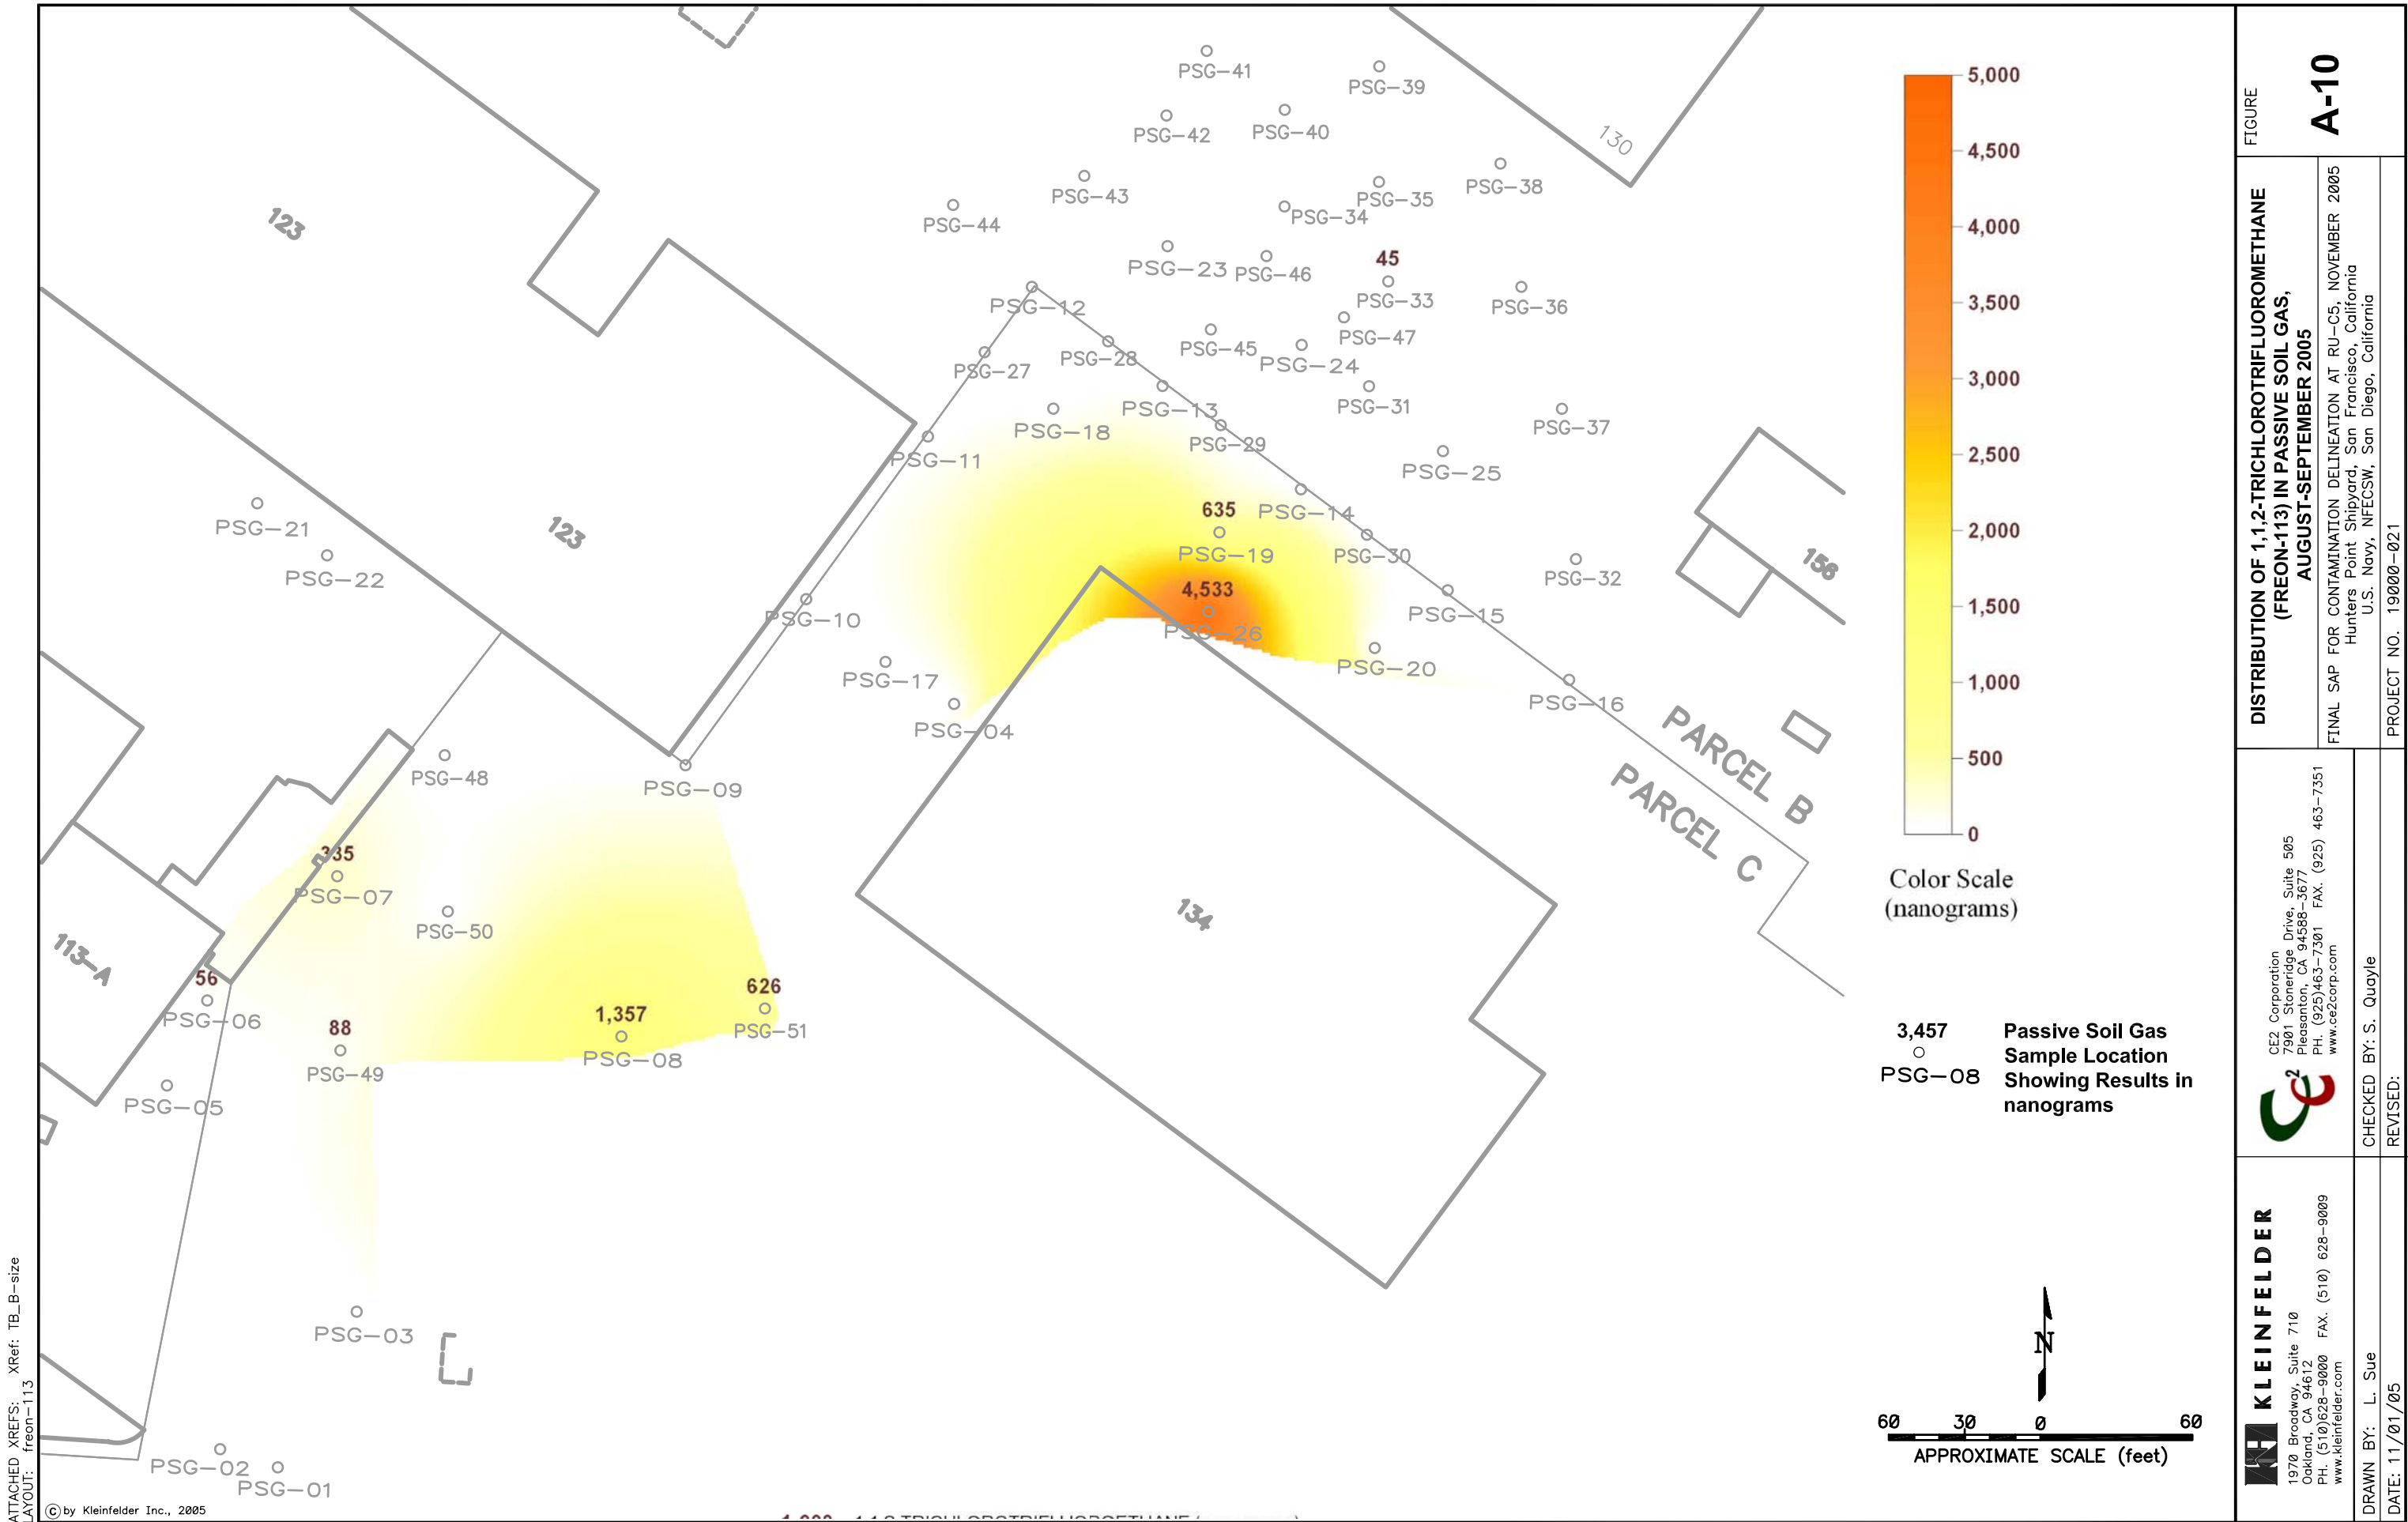 PSG-41
PSG-39
PSG-42
PSG-40
130
PSG-43
PSG-35
PSG-38
PSG-44
PSG-34
123
PSG-23
PSG-46
45
PSG-33
PSG-36
PSG-12
PSG-47
PSG-45
PSG-28
PSG-24
PSG-27
PSG-13
PSG-31
PSG-18
PSG-37
PSG-29
PSG-11
PSG-25
PSG-14
635
PSG-19
PSG-30
PSG-21
123
PSG-22
PSG-32
156
4,533
PSG-26
PSG-10
PSG-15
PSG-20
PSG-17
PSG-16
PSG-04
PARCEL B
PARCEL C
PSG-48
PSG-09
335
PSG-07
PSG-50
134
113-A
56
PSG-06
88
PSG-49
1,357
PSG-08
626
PSG-51
PSG-05
PSG-03
PSG-02
PSG-01
5,000
4,500
4,000
3,500
3,000
2,500
2,000
1,500
1,000
500
0
Color Scale
(nanograms)
3,457
PSG-08
Passive Soil Gas
Sample Location
Showing Results in
nanograms
N
60 30 0 60
APPROXIMATE SCALE (feet)
© by Kleinfelder Inc., 2005
ATTACHED XREFS: XRef: TB_B-size
LAYOUT: freon-113
FIGURE
A-10
DISTRIBUTION OF 1,1,2-TRICHLOROTRIFLUOROMETHANE
(FREON-113) IN PASSIVE SOIL GAS,
AUGUST-SEPTEMBER 2005
FINAL SAP FOR CONTAMINATION DELINEATION AT RU-C5, NOVEMBER 2005
Hunters Point Shipyard, San Francisco, California
U.S. Navy, NFECSW, San Diego, California
PROJECT NO. 19000-021
CE2 Corporation
7901 Stoneridge Drive, Suite 505
Pleasanton, CA 94588-3677
PH. (925)463-7301 FAX. (925) 463-7351
www.ce2corp.com
Ce2
CHECKED BY: S. Quayle
REVISED:
KLEINFELDER
1970 Broadway, Suite 710
Oakland, CA 94612
PH. (510)628-9000 FAX. (510) 628-9009
www.kleinfelder.com
DRAWN BY: L. Sue
DATE: 11/01/05